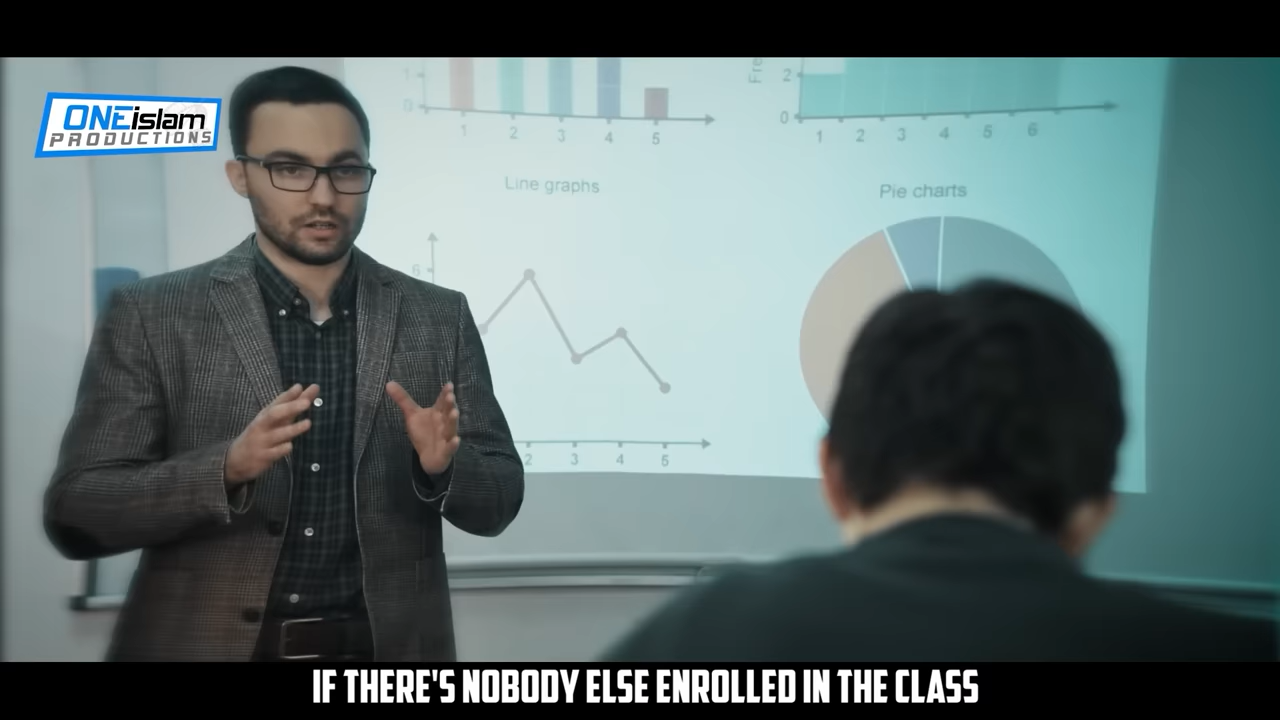 ONEislam
PRODUCTIONS
1
0
1 2 3 4 5
Fre
2
0
1 2 3 4 5 6
Line graphs
Pie charts
6
2 3 4 5
IF THERE'S NOBODY ELSE ENROLLED IN THE CLASS